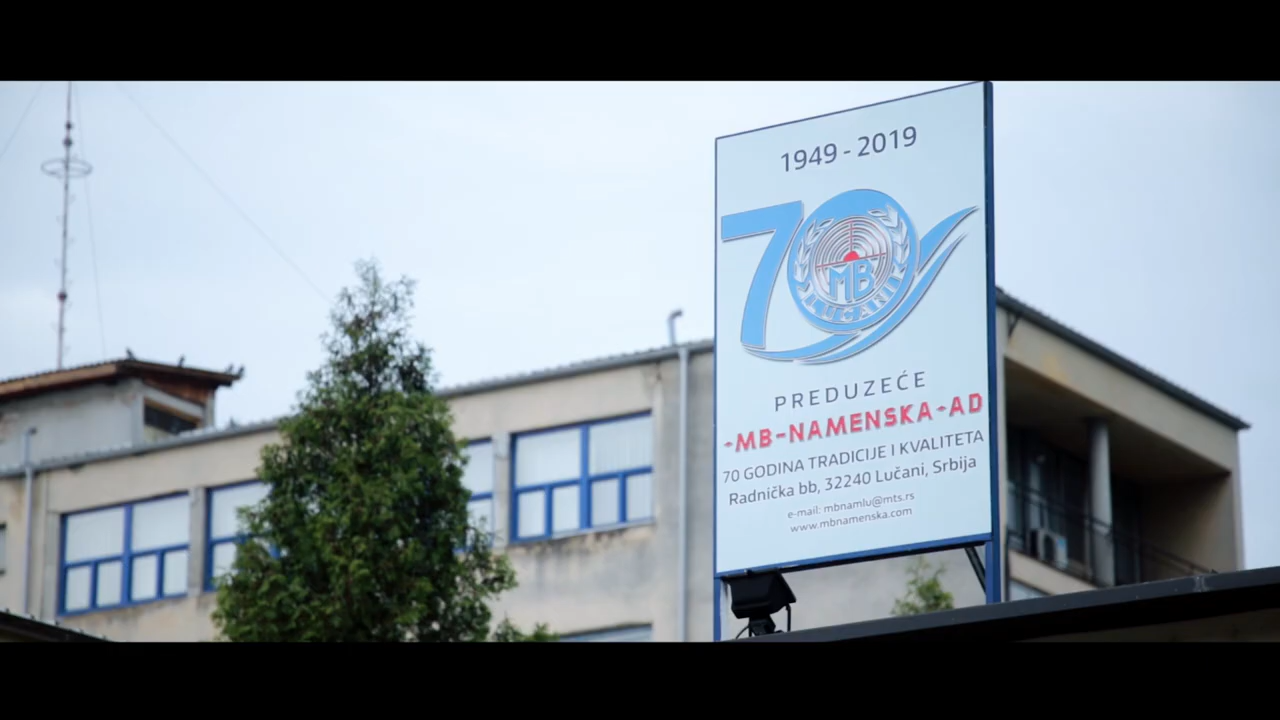 1949 - 2019
70
MB
LUČANI
PREDUZEĆE
-MB-NAMENSKA-AD
70 GODINA TRADICIJE I KVALITETA
Radnička bb, 32240 Lučani, Srbija
e-mail: mbnamlu@mts.rs
www.mbnamenska.com